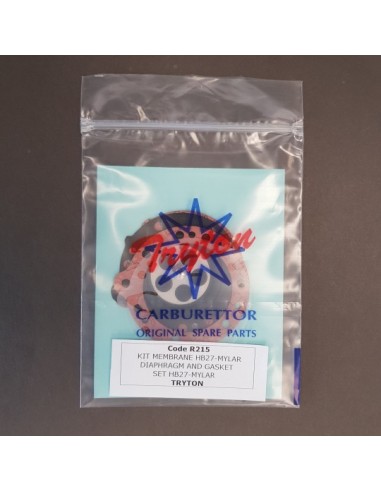 Tryton
CARBURETTOR
ORIGINAL SPARE PARTS
Code R215
KIT MEMBRANE HB27-MYLAR
DIAPHRAGM AND GASKET
SET HB27-MYLAR
TRYTON